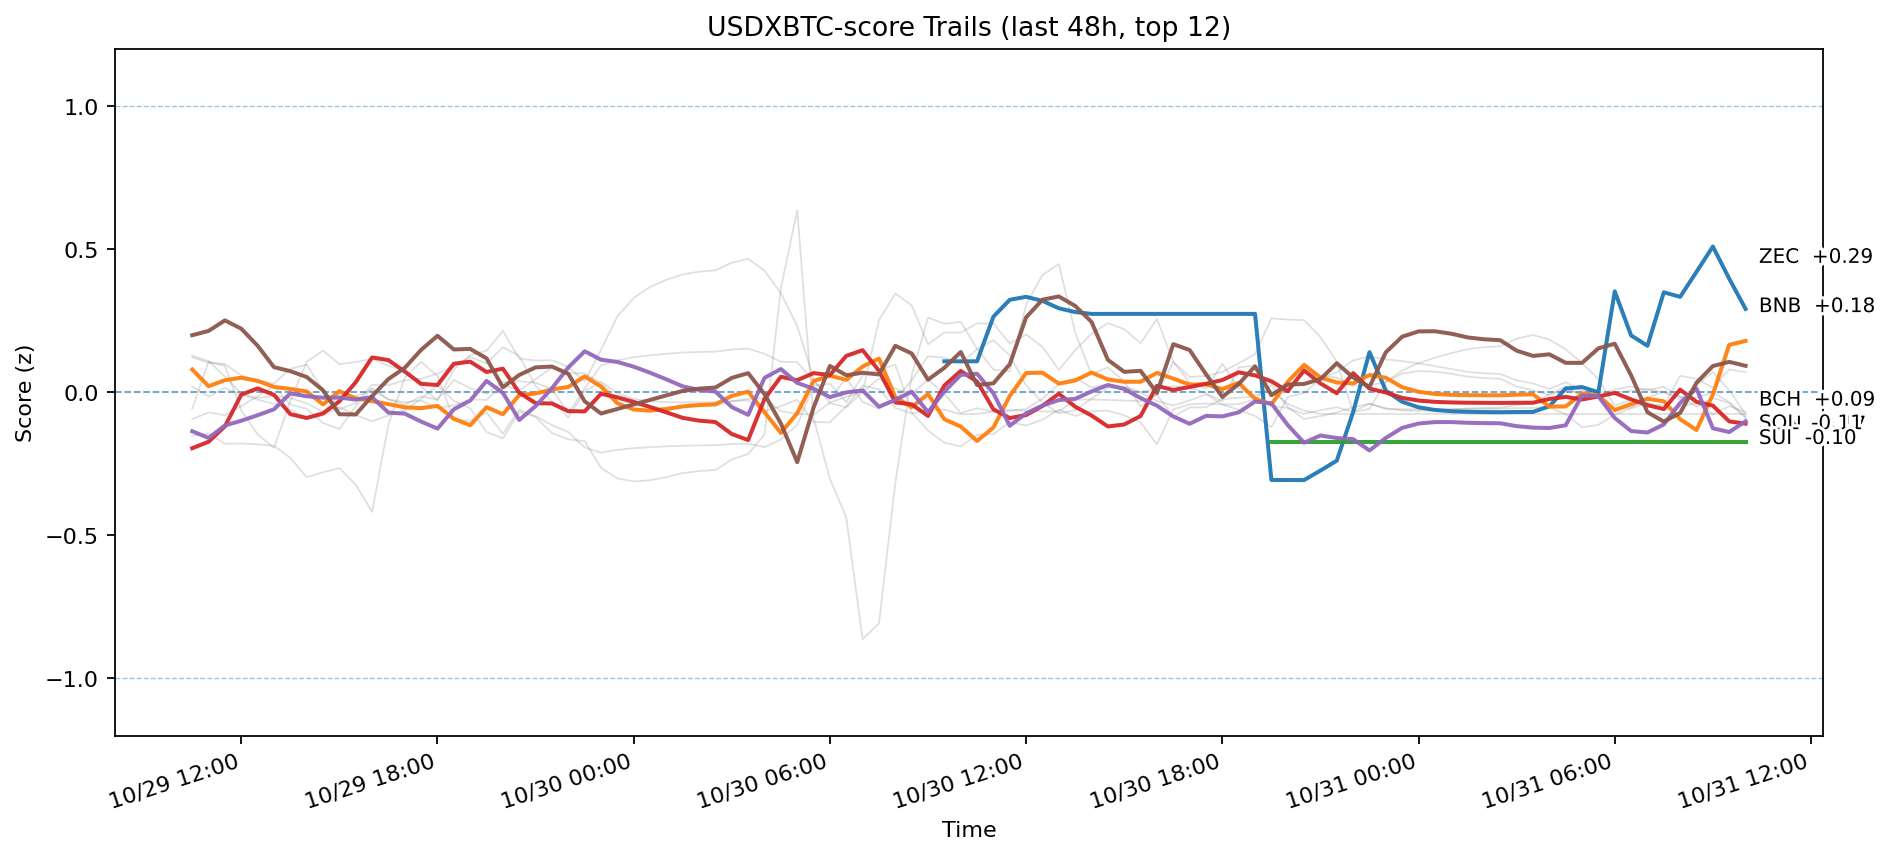 USDXBTC-score Trails (last 48h, top 12)
1.0
0.5
0.0
−0.5
−1.0
Score (z)
ZEC +0.29
BNB +0.18
BCH +0.09
-0.11
SUI -0.10
10/29 12:00
10/29 18:00
10/30 00:00
10/30 06:00
10/30 12:00
10/30 18:00
10/31 00:00
10/31 06:00
10/31 12:00
Time